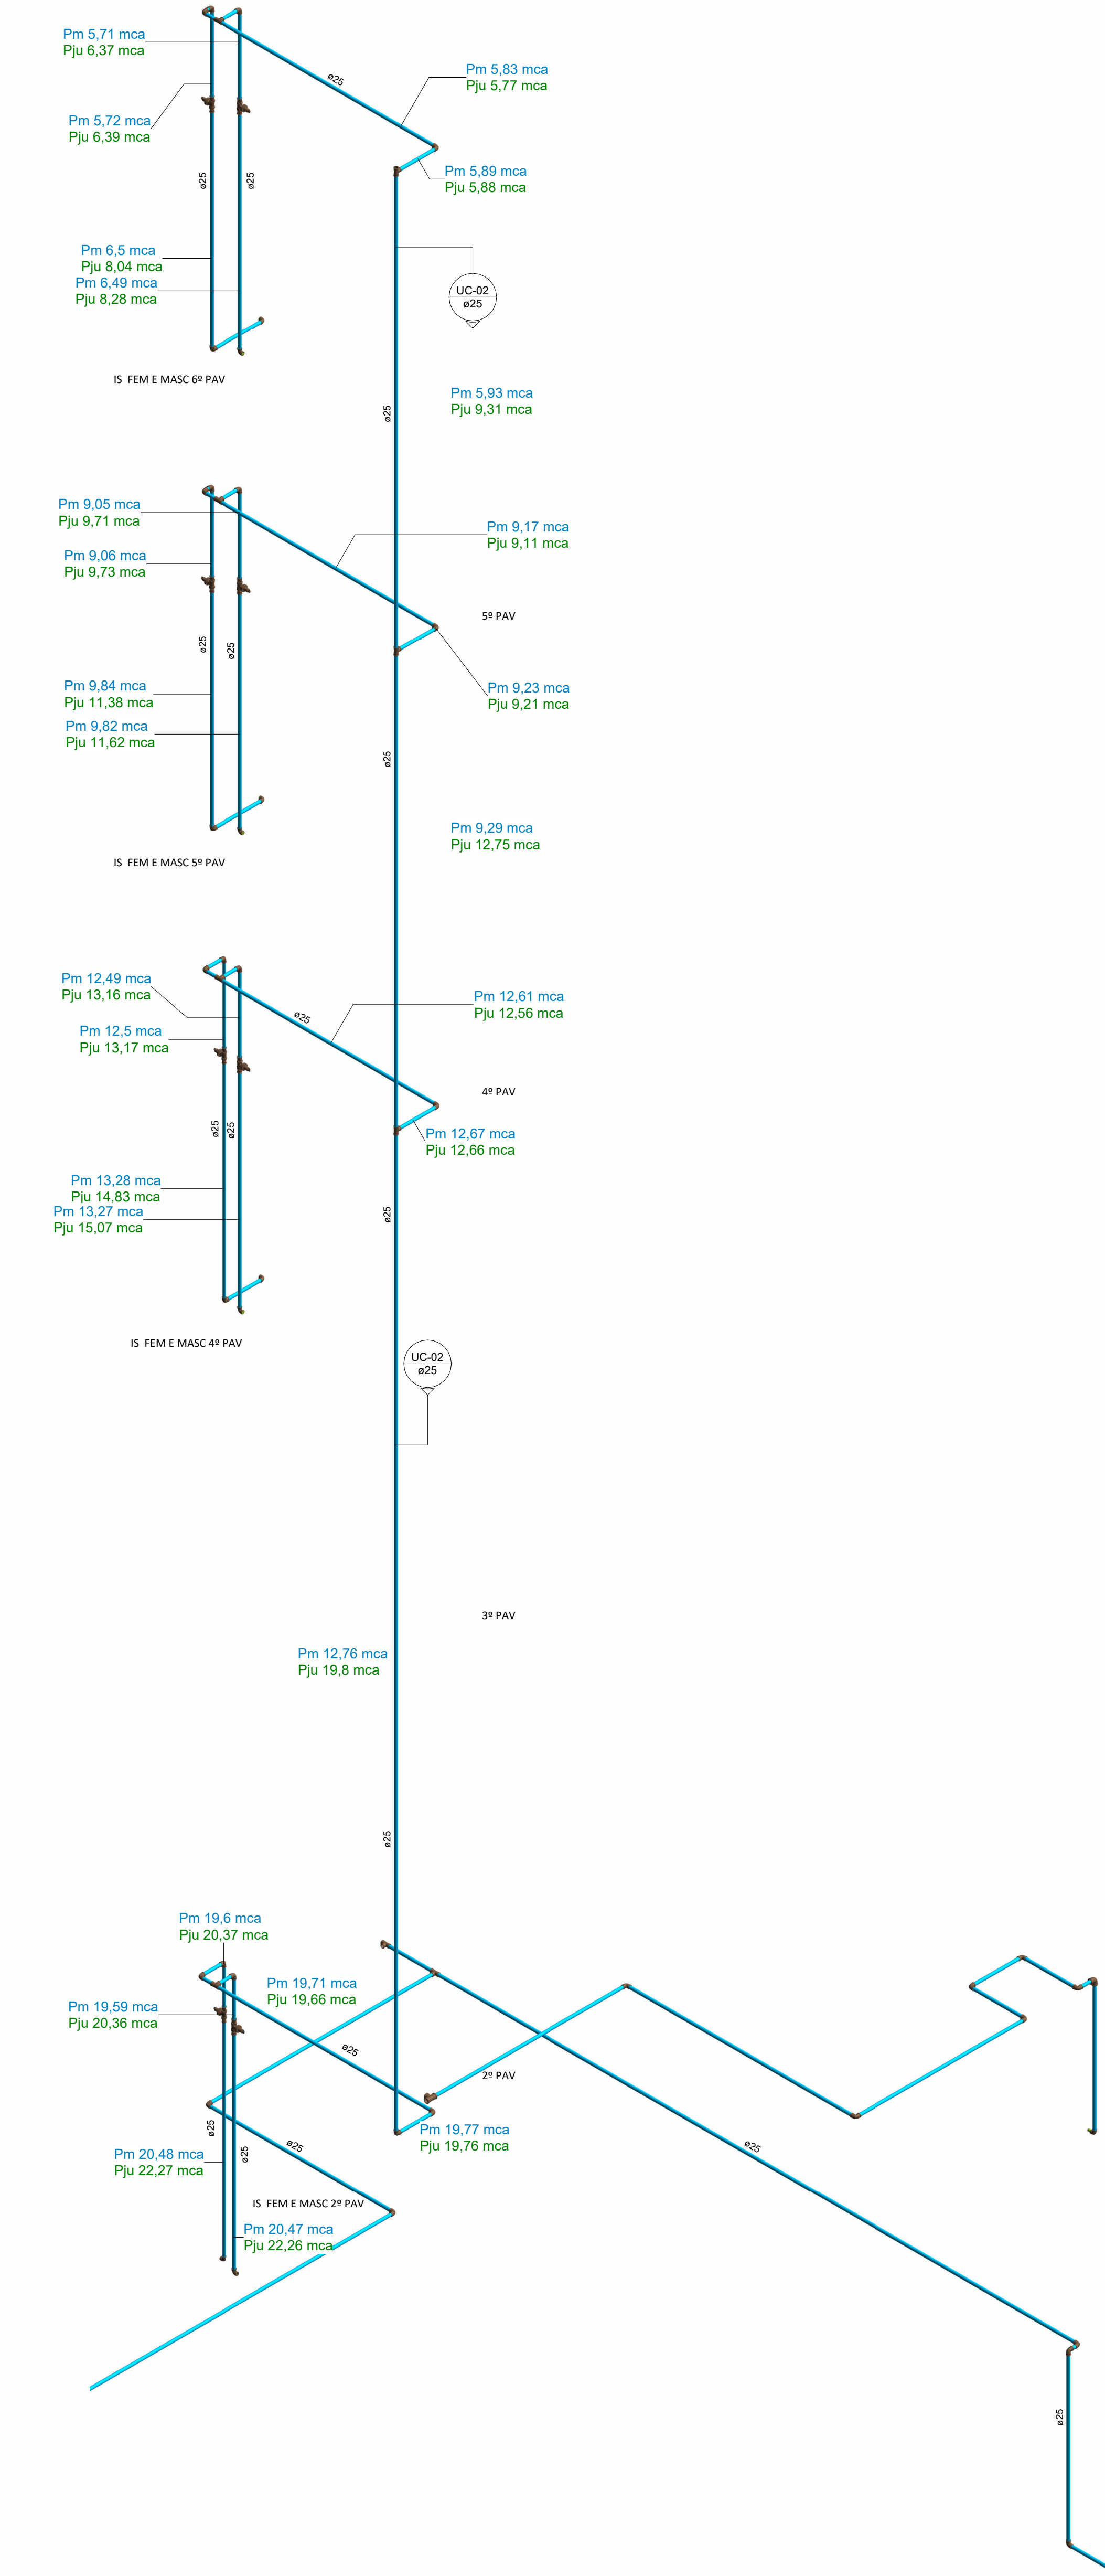 Pm 5,71 mca
Pju 6,37 mca
ø25
Pm 5,83 mca
Pju 5,77 mca
Pm 5,72 mca
Pju 6,39 mca
Pm 5,89 mca
Pju 5,88 mca
ø25
ø25
Pm 6,5 mca
Pju 8,04 mca
Pm 6,49 mca
Pju 8,28 mca
UC-02
ø25
IS FEM E MASC 6º PAV
Pm 5,93 mca
Pju 9,31 mca
ø25
Pm 9,05 mca
Pju 9,71 mca
Pm 9,17 mca
Pju 9,11 mca
Pm 9,06 mca
Pju 9,73 mca
5º PAV
ø25
ø25
Pm 9,84 mca
Pju 11,38 mca
Pm 9,23 mca
Pju 9,21 mca
Pm 9,82 mca
Pju 11,62 mca
ø25
Pm 9,29 mca
Pju 12,75 mca
IS FEM E MASC 5º PAV
Pm 12,49 mca
Pju 13,16 mca
Pm 12,61 mca
Pju 12,56 mca
ø25
Pm 12,5 mca
Pju 13,17 mca
4º PAV
ø25
ø25
Pm 12,67 mca
Pju 12,66 mca
Pm 13,28 mca
Pju 14,83 mca
Pm 13,27 mca
Pju 15,07 mca
ø25
IS FEM E MASC 4º PAV
UC-02
ø25
3º PAV
Pm 12,76 mca
Pju 19,8 mca
ø25
Pm 19,6 mca
Pju 20,37 mca
Pm 19,71 mca
Pju 19,66 mca
Pm 19,59 mca
Pju 20,36 mca
ø25
2º PAV
Pm 19,77 mca
Pju 19,76 mca
ø25
ø25
ø25
ø25
Pm 20,48 mca
Pju 22,27 mca
IS FEM E MASC 2º PAV
Pm 20,47 mca
Pju 22,26 mca
ø25